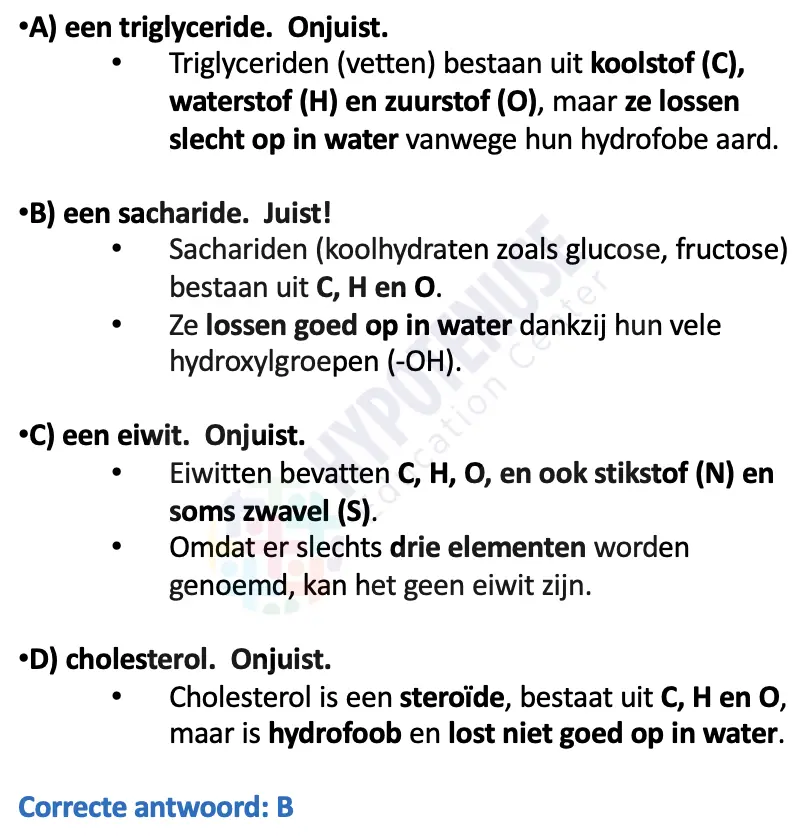 •A) een triglyceride.  Onjuist.
• Triglyceriden (vetten) bestaan uit koolstof (C),
waterstof (H) en zuurstof (O), maar ze lossen
slecht op in water vanwege hun hydrofobe aard.
•B) een sacharide.  Juist!
• Sachariden (koolhydraten zoals glucose, fructose)
bestaan uit C, H en O.
• Ze lossen goed op in water dankzij hun vele
hydroxylgroepen (-OH).
•C) een eiwit.  Onjuist.
• Eiwitten bevatten C, H, O, en ook stikstof (N) en
soms zwavel (S).
• Omdat er slechts drie elementen worden
genoemd, kan het geen eiwit zijn.
•D) cholesterol.  Onjuist.
• Cholesterol is een steroïde, bestaat uit C, H en O,
maar is hydrofoob en lost niet goed op in water.
Correcte antwoord: B
HYPOTENUSE
Education Center